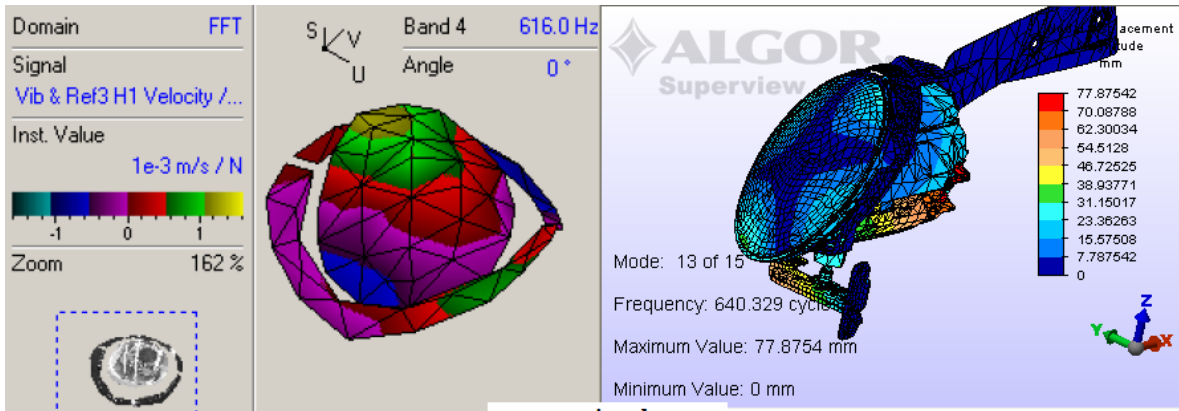 Domain FFT
Signal
Vib & Ref3 H1 Velocity /...
Inst. Value
1e-3 m/s / N
-1 0 1
Zoom 162 %
S V U
Band 4 616.0 Hz
Angle 0 °
ALGOR
Superview
acement
tude
mm
77.87542
70.08788
62.30034
54.5128
46.72525
38.93771
31.15017
23.36263
15.57508
7.787542
0
Mode: 13 of 15
Frequency: 640.329 cycle
Maximum Value: 77.8754 mm
Minimum Value: 0 mm
Z
Y X